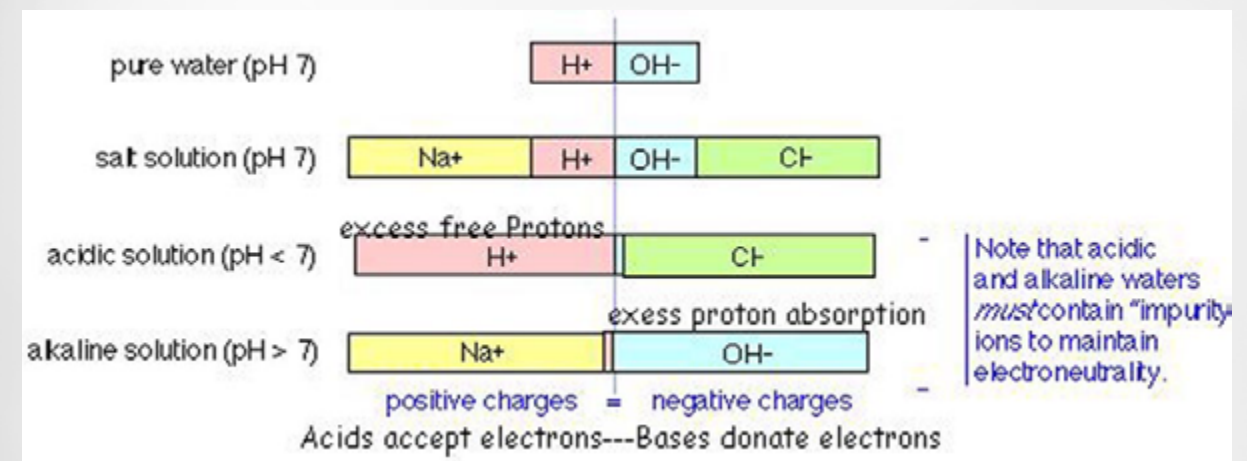 pure water (pH 7)
H+
OH-
salt solution (pH 7)
Na+
H+
OH-
Cl-
excess free Protons
acidic solution (pH < 7)
H+
Cl-
exess proton absorption
alkaline solution (pH > 7)
Na+
OH-
Note that acidic
and alkaline waters
must contain "impurity
ions to maintain
electroneutrality.
positive charges = negative charges
Acids accept electrons---Bases donate electrons